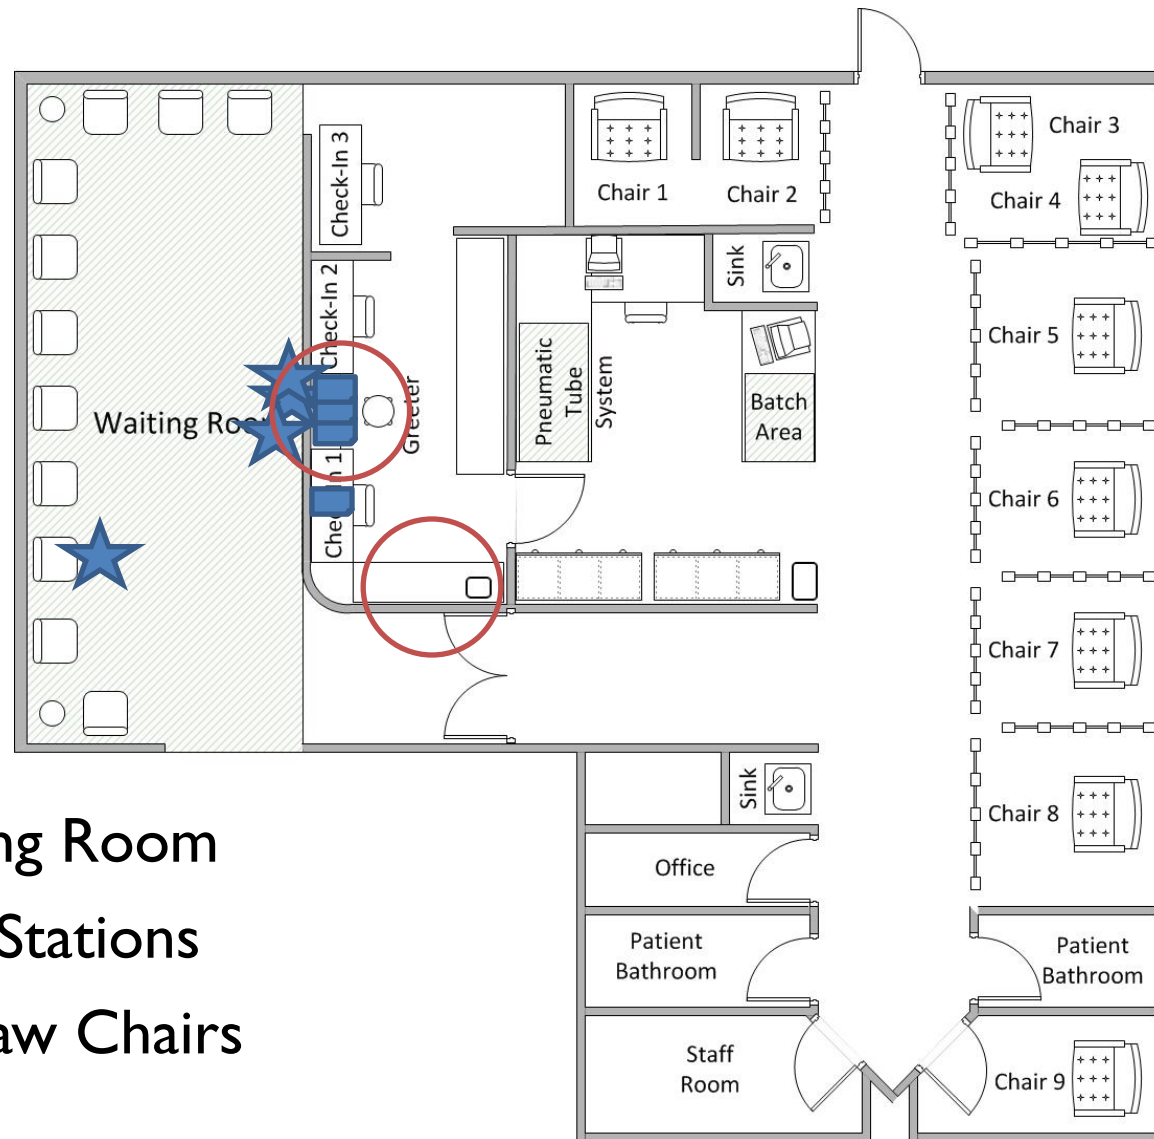 Chair 1
Chair 2
Chair 3
Chair 4
Check-In 3
Check-In 2
Sink
Chair 5
Pneumatic
Tube
System
Batch
Area
Greeter
Waiting
Chair 6
Chair 7
Sink
Chair 8
ng Room
Office
Stations
Patient
Bathroom
Patient
Bathroom
aw Chairs
Staff
Room
Chair 9